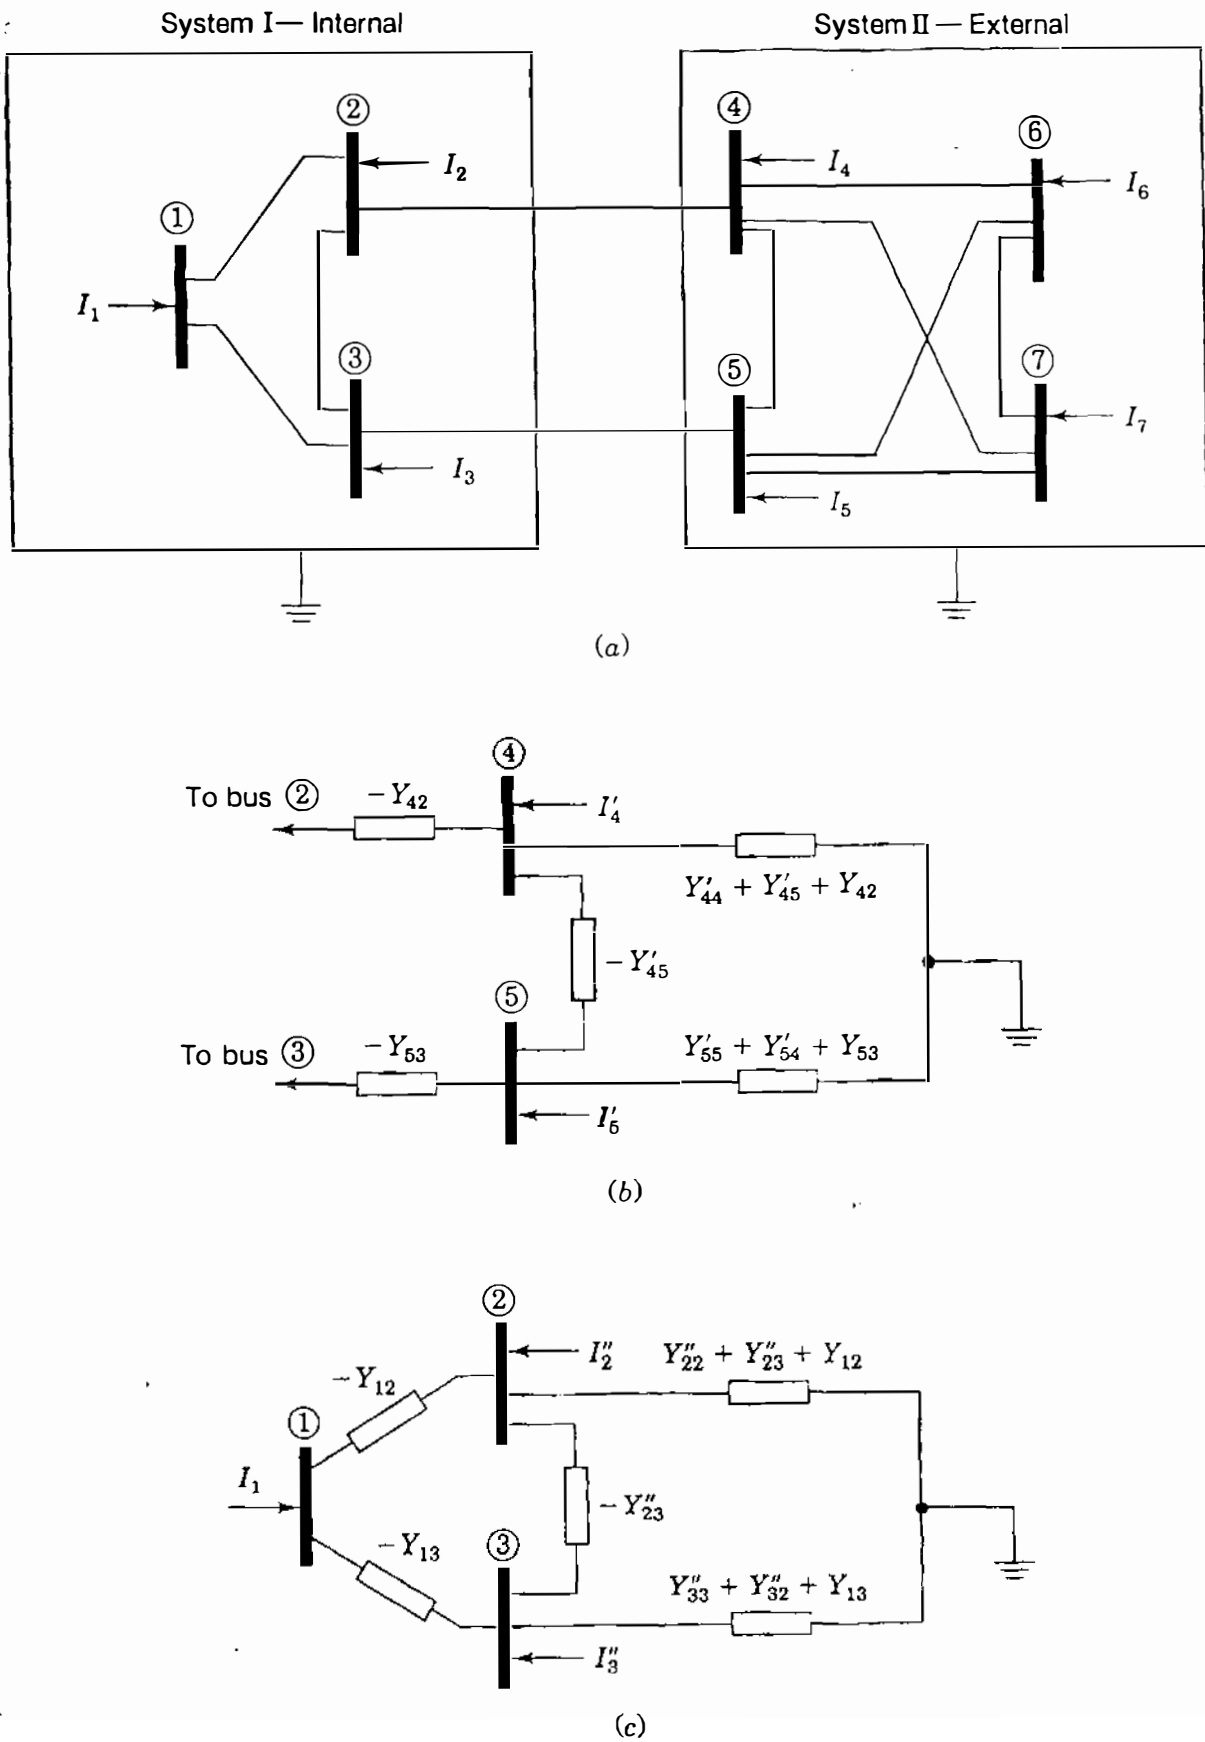 System I— Internal
System II — External
②
④
⑥
I₂
I₄
I₆
①
I₁
③
⑤
⑦
I₇
I₃
I₅
(a)
④
To bus ②
−Y₄₂
I′₄
Y′₄₄ + Y′₄₅ + Y₄₂
−Y′₄₅
⑤
To bus ③
−Y₅₃
Y′₅₅ + Y′₅₄ + Y₅₃
I′₅
(b)
②
I″₂
Y″₂₂ + Y″₂₃ + Y₁₂
−Y₁₂
①
I₁
−Y″₂₃
−Y₁₃
③
Y″₃₃ + Y″₃₂ + Y₁₃
I″₃
(c)